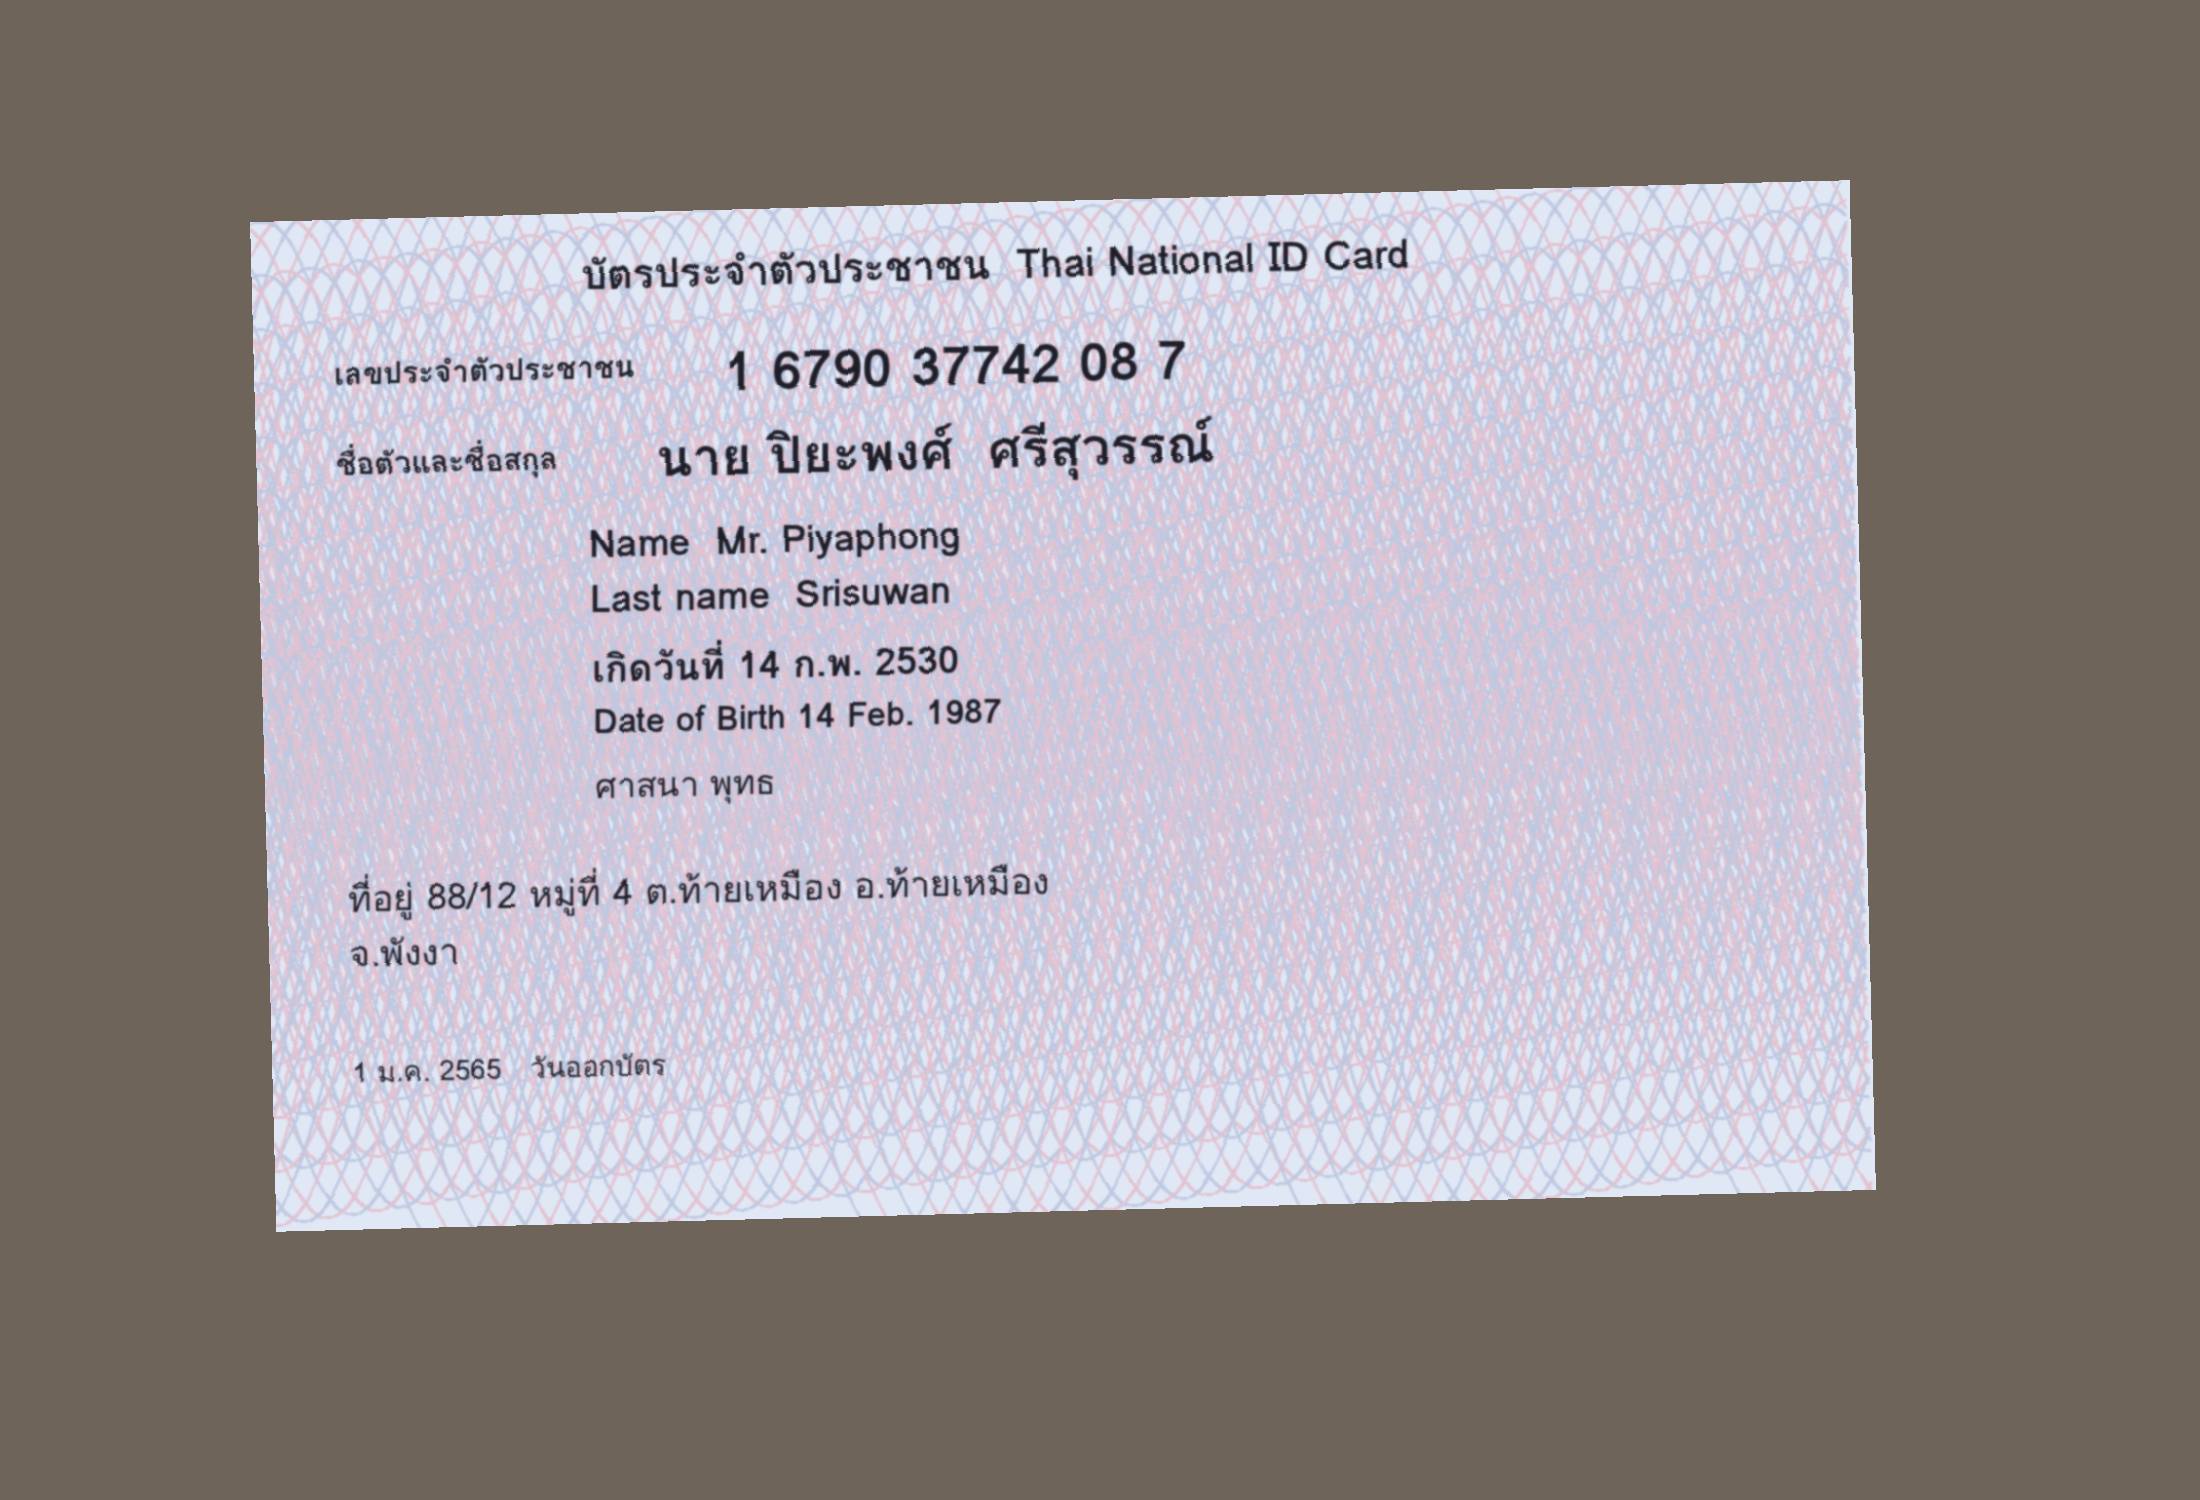 บัตรประจำตัวประชาชน Thai National ID Card
เลขประจำตัวประชาชน 1 6790 37742 08 7
ชื่อตัวและชื่อสกุล นาย ปิยะพงศ์ ศรีสุวรรณ์
Name Mr. Piyaphong
Last name Srisuwan
เกิดวันที่ 14 ก.พ. 2530
Date of Birth 14 Feb. 1987
ศาสนา พุทธ
ที่อยู่ 88/12 หมู่ที่ 4 ต.ท้ายเหมือง อ.ท้ายเหมือง
จ.พังงา
1 ม.ค. 2565 วันออกบัตร